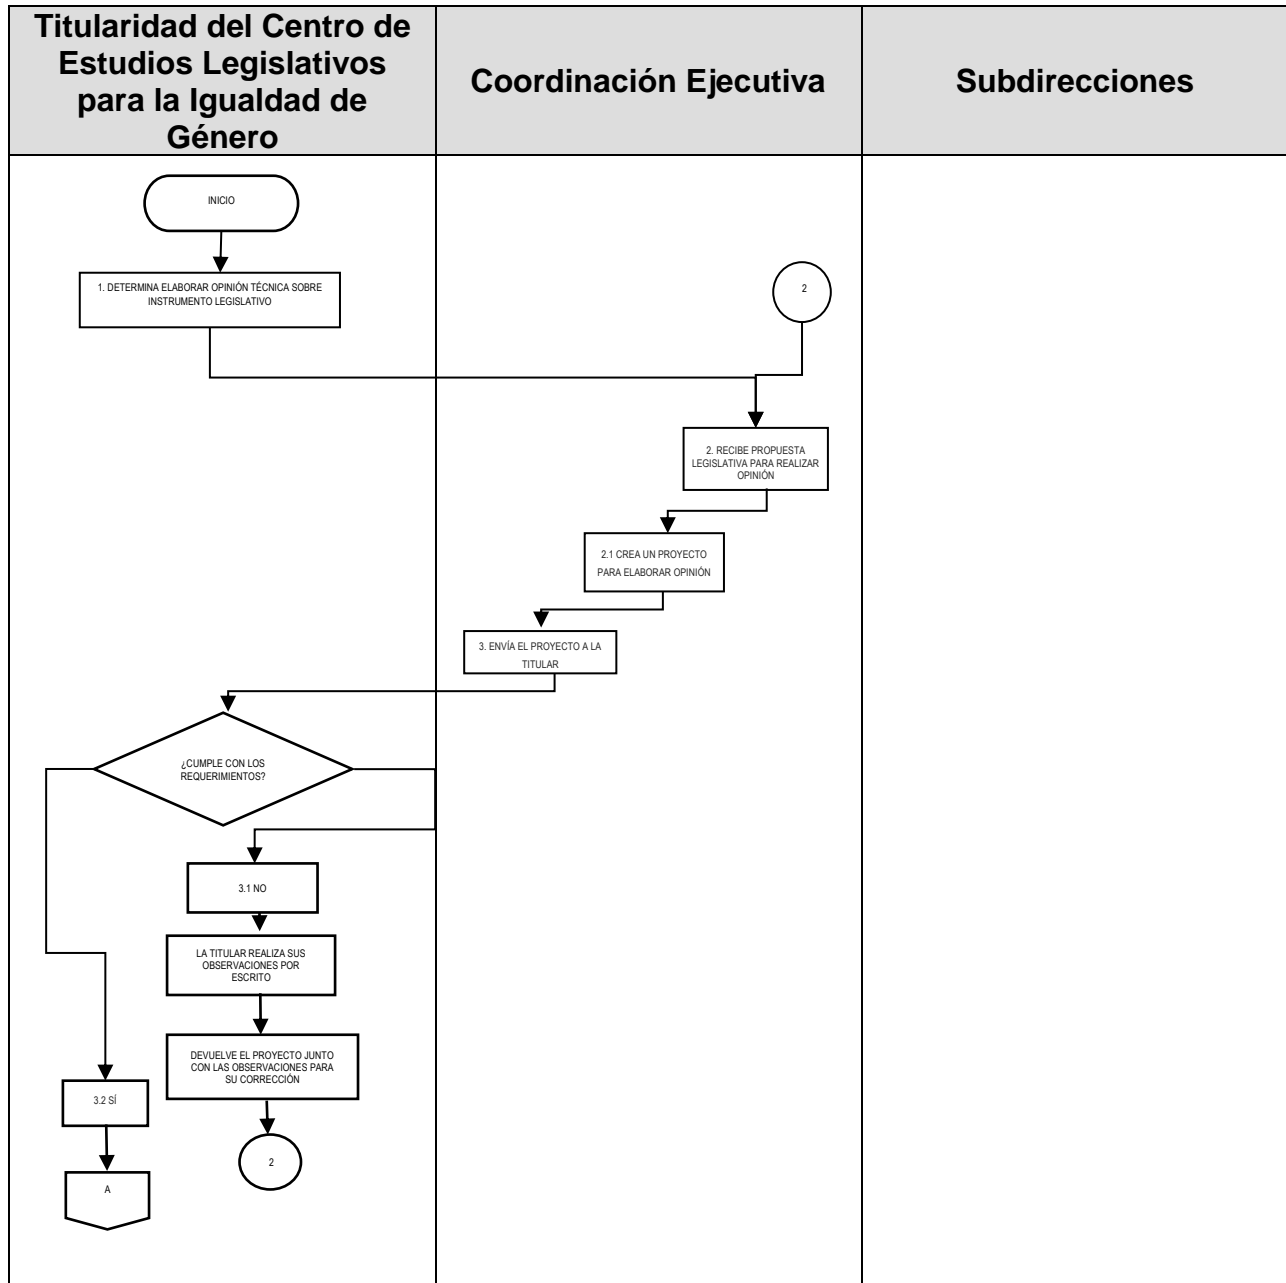 Titularidad del Centro de
Estudios Legislativos
para la Igualdad de
Género
Coordinación Ejecutiva
Subdirecciones
INICIO
1. DETERMINA ELABORAR OPINIÓN TÉCNICA SOBRE
INSTRUMENTO LEGISLATIVO
2
2. RECIBE PROPUESTA
LEGISLATIVA PARA REALIZAR
OPINIÓN
2.1 CREA UN PROYECTO
PARA ELABORAR OPINIÓN
3. ENVÍA EL PROYECTO A LA
TITULAR
¿CUMPLE CON LOS
REQUERIMIENTOS?
3.1 NO
LA TITULAR REALIZA SUS
OBSERVACIONES POR
ESCRITO
DEVUELVE EL PROYECTO JUNTO
CON LAS OBSERVACIONES PARA
SU CORRECCIÓN
3.2 SÍ
2
A